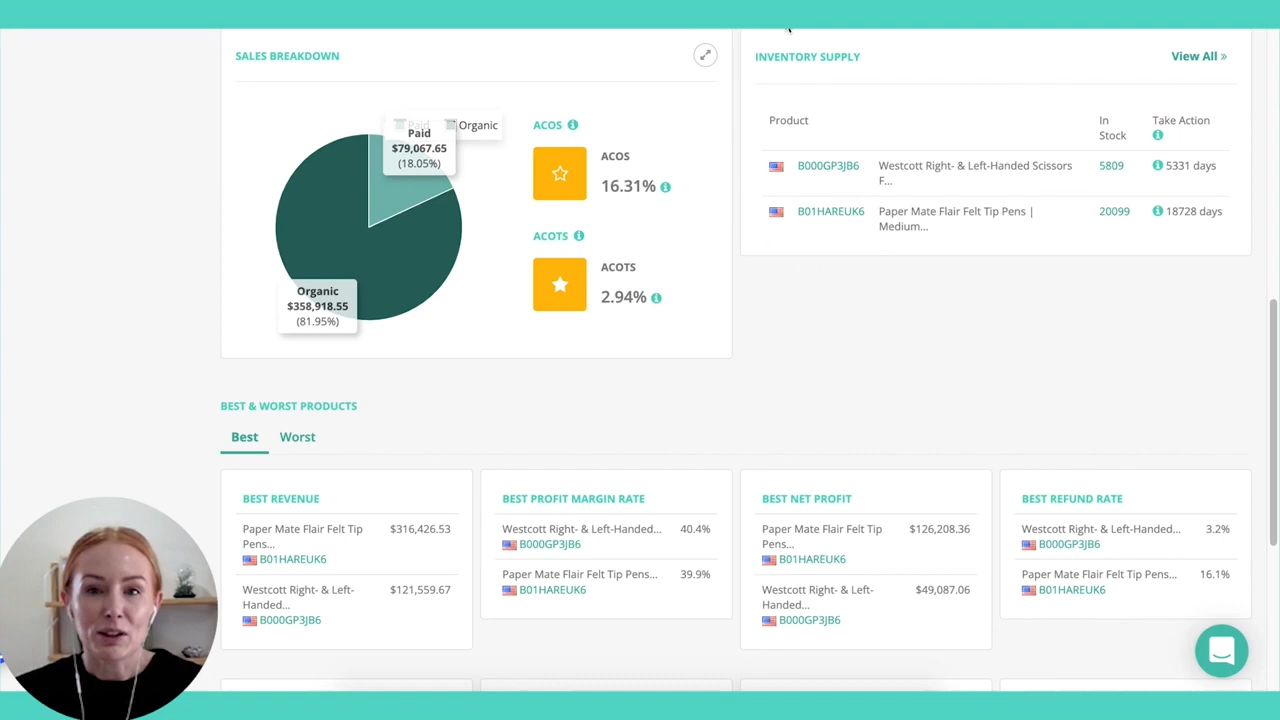 SALES BREAKDOWN
Paid
Organic
Paid
$79,067.65
(18.05%)
Organic
$358,918.55
(81.95%)
ACOS
ACOS
16.31%
ACOTS
ACOTS
2.94%
INVENTORY SUPPLY
View All »
Product
In Stock
Take Action
B000GP3JB6
Westcott Right- & Left-Handed Scissors
F...
5809
5331 days
B01HAREUK6
Paper Mate Flair Felt Tip Pens |
Medium...
20099
18728 days
BEST & WORST PRODUCTS
Best
Worst
BEST REVENUE
Paper Mate Flair Felt Tip
Pens...
$316,426.53
B01HAREUK6
Westcott Right- & Left-
Handed...
$121,559.67
B000GP3JB6
BEST PROFIT MARGIN RATE
Westcott Right- & Left-Handed...
40.4%
B000GP3JB6
Paper Mate Flair Felt Tip Pens...
39.9%
B01HAREUK6
BEST NET PROFIT
Paper Mate Flair Felt Tip
Pens...
$126,208.36
B01HAREUK6
Westcott Right- & Left-
Handed...
$49,087.06
B000GP3JB6
BEST REFUND RATE
Westcott Right- & Left-Handed...
3.2%
B000GP3JB6
Paper Mate Flair Felt Tip Pens...
16.1%
B01HAREUK6